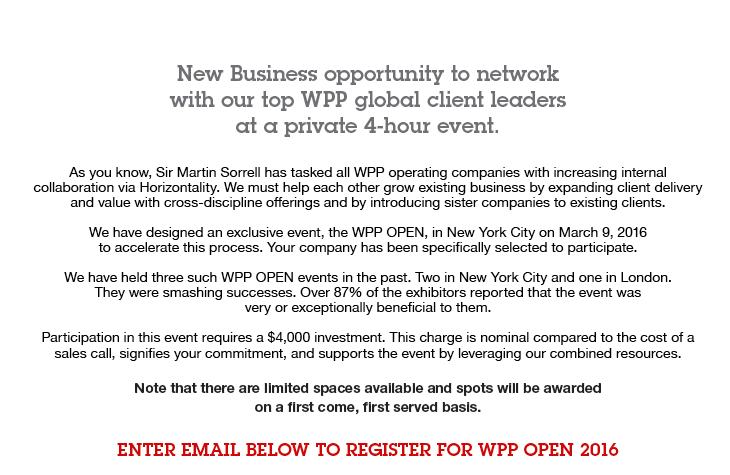 New Business opportunity to network
with our top WPP global client leaders
at a private 4-hour event.
As you know, Sir Martin Sorrell has tasked all WPP operating companies with increasing internal
collaboration via Horizontality. We must help each other grow existing business by expanding client delivery
and value with cross-discipline offerings and by introducing sister companies to existing clients.
We have designed an exclusive event, the WPP OPEN, in New York City on March 9, 2016
to accelerate this process. Your company has been specifically selected to participate.
We have held three such WPP OPEN events in the past. Two in New York City and one in London.
They were smashing successes. Over 87% of the exhibitors reported that the event was
very or exceptionally beneficial to them.
Participation in this event requires a $4,000 investment. This charge is nominal compared to the cost of a
sales call, signifies your commitment, and supports the event by leveraging our combined resources.
Note that there are limited spaces available and spots will be awarded
on a first come, first served basis.
ENTER EMAIL BELOW TO REGISTER FOR WPP OPEN 2016